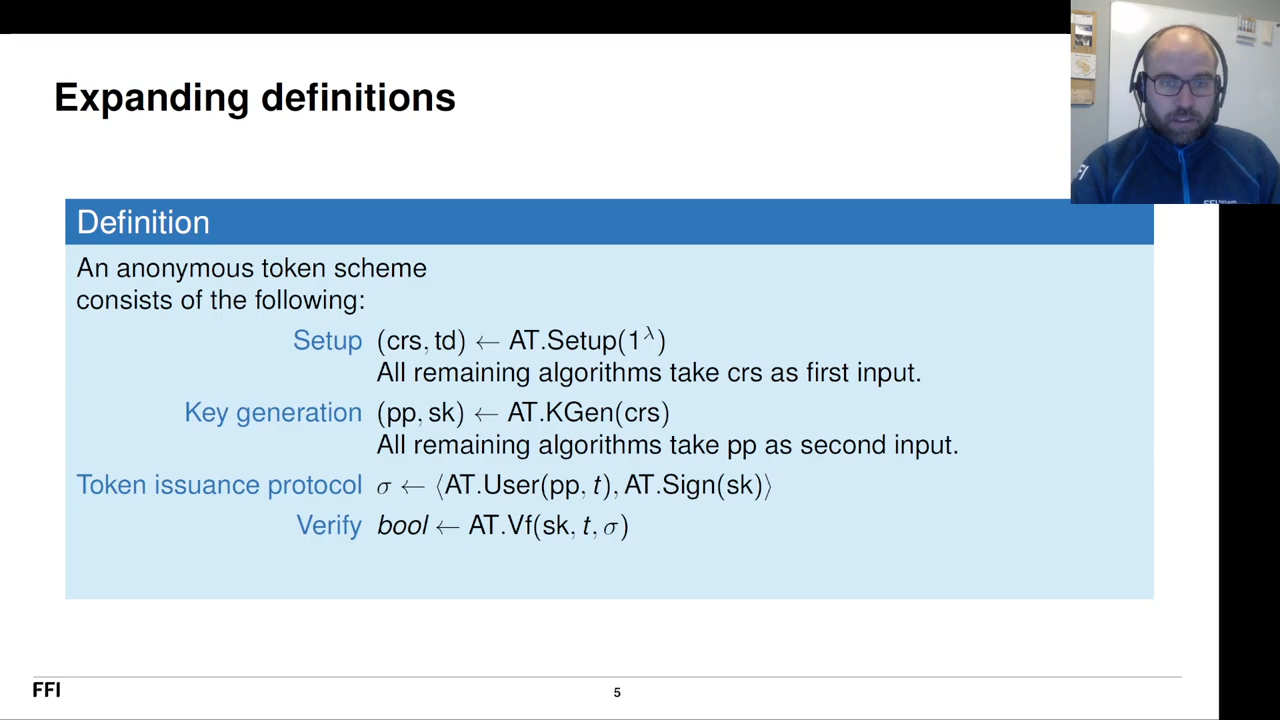 Expanding definitions
Definition
An anonymous token scheme
consists of the following:
Setup (crs, td) ← AT.Setup(1^λ)
All remaining algorithms take crs as first input.
Key generation (pp, sk) ← AT.KGen(crs)
All remaining algorithms take pp as second input.
Token issuance protocol σ ← ⟨AT.User(pp, t), AT.Sign(sk)⟩
Verify bool ← AT.Vf(sk, t, σ)
FFI
5